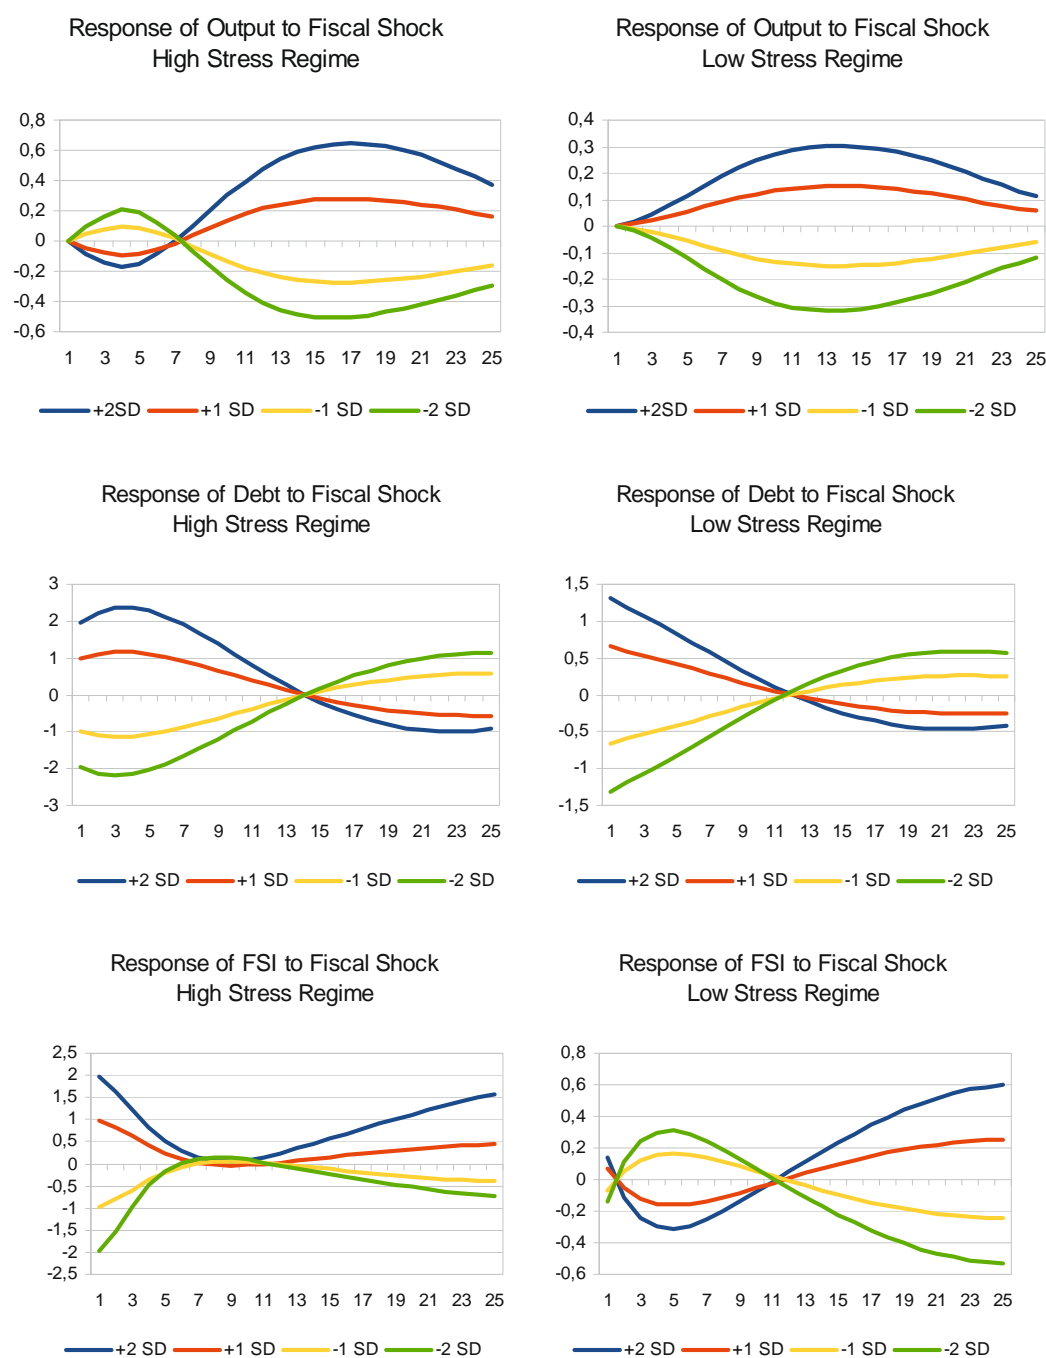 Response of Output to Fiscal Shock
High Stress Regime
0,8
0,6
0,4
0,2
0
-0,2
-0,4
-0,6
1 3 5 7 9 11 13 15 17 19 21 23 25
+2SD +1 SD -1 SD -2 SD
Response of Output to Fiscal Shock
Low Stress Regime
0,4
0,3
0,2
0,1
0
-0,1
-0,2
-0,3
-0,4
1 3 5 7 9 11 13 15 17 19 21 23 25
+2SD +1 SD -1 SD -2 SD
Response of Debt to Fiscal Shock
High Stress Regime
3
2
1
0
-1
-2
-3
1 3 5 7 9 11 13 15 17 19 21 23 25
+2 SD +1 SD -1 SD -2 SD
Response of Debt to Fiscal Shock
Low Stress Regime
1,5
1
0,5
0
-0,5
-1
-1,5
1 3 5 7 9 11 13 15 17 19 21 23 25
+2 SD +1 SD -1 SD -2 SD
Response of FSI to Fiscal Shock
High Stress Regime
2,5
2
1,5
1
0,5
0
-0,5
-1
-1,5
-2
-2,5
1 3 5 7 9 11 13 15 17 19 21 23 25
+2 SD +1 SD -1 SD -2 SD
Response of FSI to Fiscal Shock
Low Stress Regime
0,8
0,6
0,4
0,2
0
-0,2
-0,4
-0,6
1 3 5 7 9 11 13 15 17 19 21 23 25
+2 SD +1 SD -1 SD -2 SD